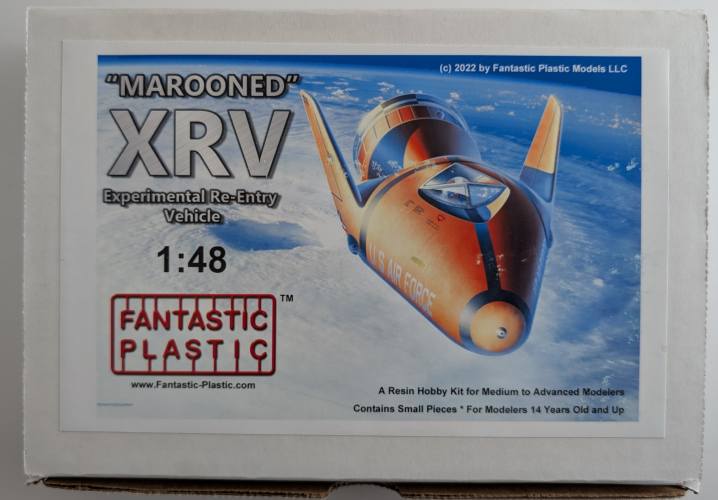 (c) 2022 by Fantastic Plastic Models LLC
"MAROONED"
XRV
Experimental Re-Entry
Vehicle
1:48
U.S. AIR FORCE
FANTASTIC
PLASTIC
TM
www.Fantastic-Plastic.com
A Resin Hobby Kit for Medium to Advanced Modelers
Contains Small Pieces * For Modelers 14 Years Old and Up